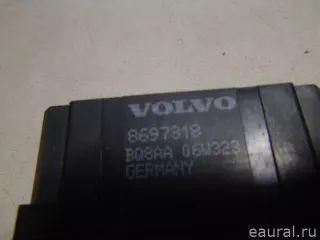 VOLVO
8697318
B08AA 06W323
GERMANY
eaural.ru